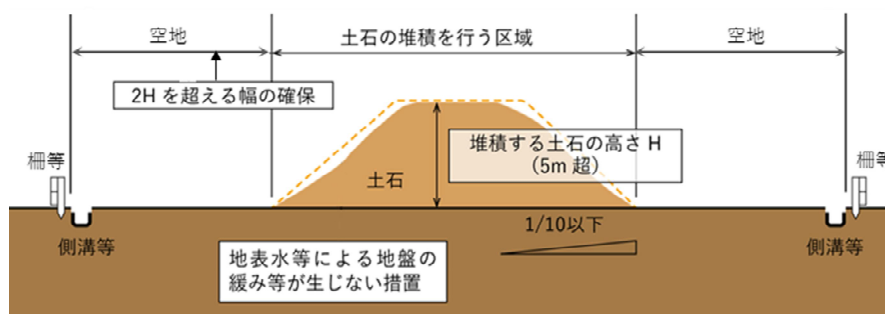 空地
土石の堆積を行う区域
空地
2Hを超える幅の確保
堆積する土石の高さH
（5m超）
柵等
柵等
土石
1/10以下
側溝等
側溝等
地表水等による地盤の
緩み等が生じない措置